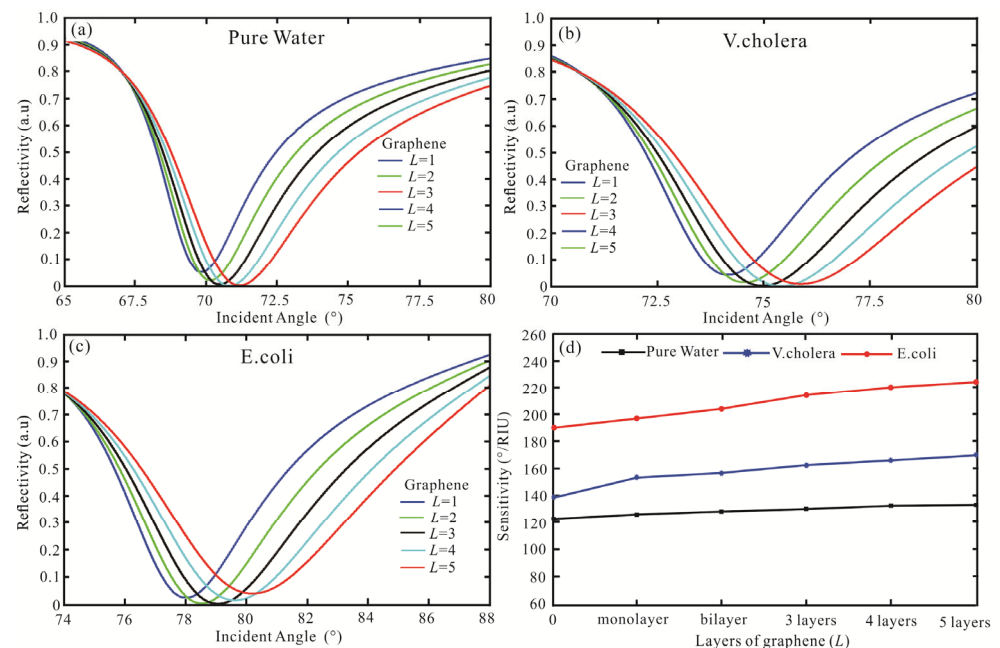 (a)
Pure Water
Reflectivity (a.u)
1.0
0.9
0.8
0.7
0.6
0.5
0.4
0.3
0.2
0.1
0
Graphene
L=1
L=2
L=3
L=4
L=5
65 67.5 70 72.5 75 77.5 80
Incident Angle (°)
(b)
V.cholera
Reflectivity (a.u)
1.0
0.9
0.8
0.7
0.6
0.5
0.4
0.3
0.2
0.1
0
Graphene
L=1
L=2
L=3
L=4
L=5
70 72.5 75 77.5 80
Incident Angle (°)
(c)
E.coli
Reflectivity (a.u)
1.0
0.9
0.8
0.7
0.6
0.5
0.4
0.3
0.2
0.1
0
Graphene
L=1
L=2
L=3
L=4
L=5
74 76 78 80 82 84 86 88
Incident Angle (°)
(d)
Pure Water V.cholera E.coli
Sensitivity (°/RIU)
260
240
220
200
180
160
140
120
100
80
60
0 monolayer bilayer 3 layers 4 layers 5 layers
Layers of graphene (L)